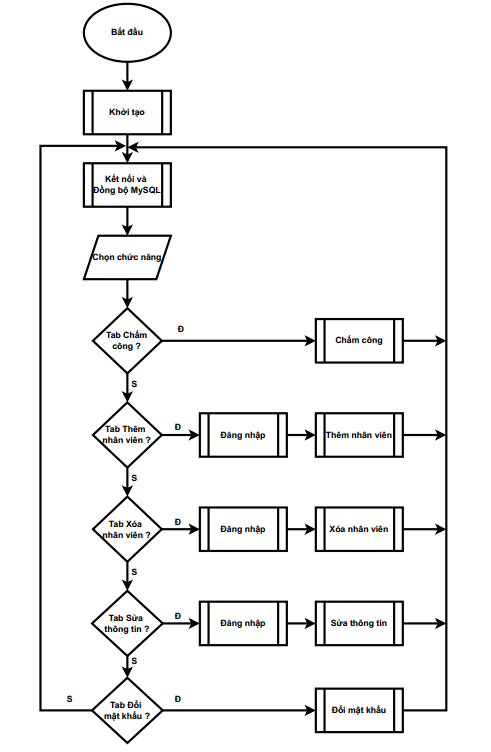 Bắt đầu
Khởi tạo
Kết nối và
Đồng bộ MySQL
Chọn chức năng
Tab Chấm
công ?
Đ
Chấm công
S
Tab Thêm
nhân viên ?
Đ
Đăng nhập
Thêm nhân viên
S
Tab Xóa
nhân viên ?
Đ
Đăng nhập
Xóa nhân viên
S
Tab Sửa
thông tin ?
Đ
Đăng nhập
Sửa thông tin
S
S
Tab Đổi
mật khẩu ?
Đ
Đổi mật khẩu